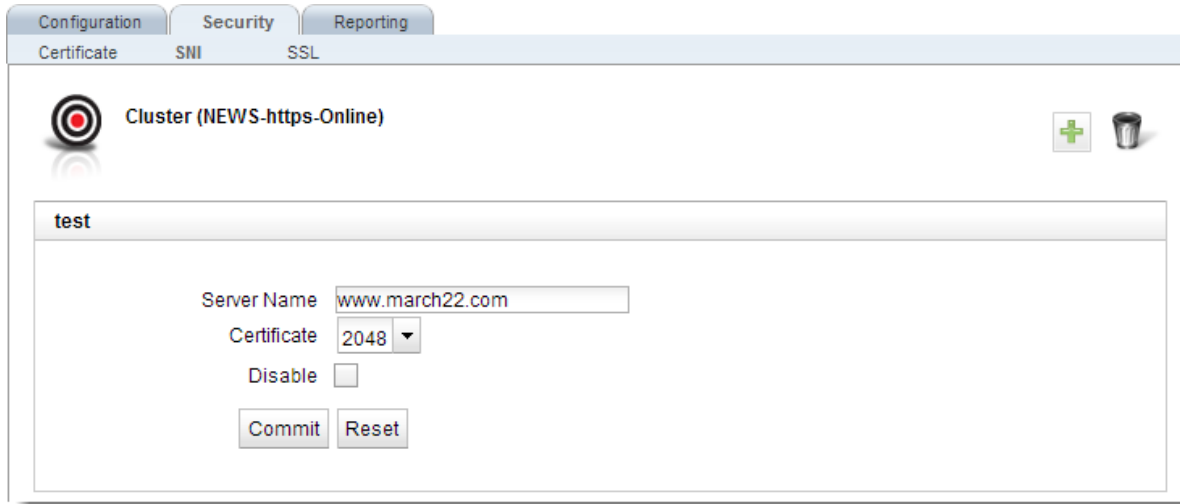 Configuration Security Reporting
Certificate SNI SSL
Cluster (NEWS-https-Online)
test
Server Name www.march22.com
Certificate 2048
Disable
Commit Reset